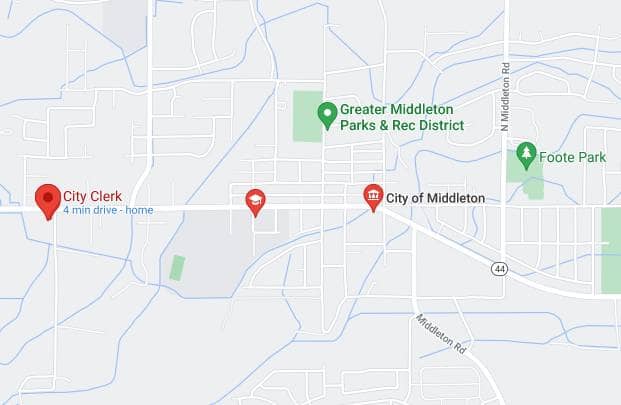 N Middleton Rd
Greater Middleton
Parks & Rec District
Foote Park
City Clerk
4 min drive - home
City of Middleton
44
Middleton Rd